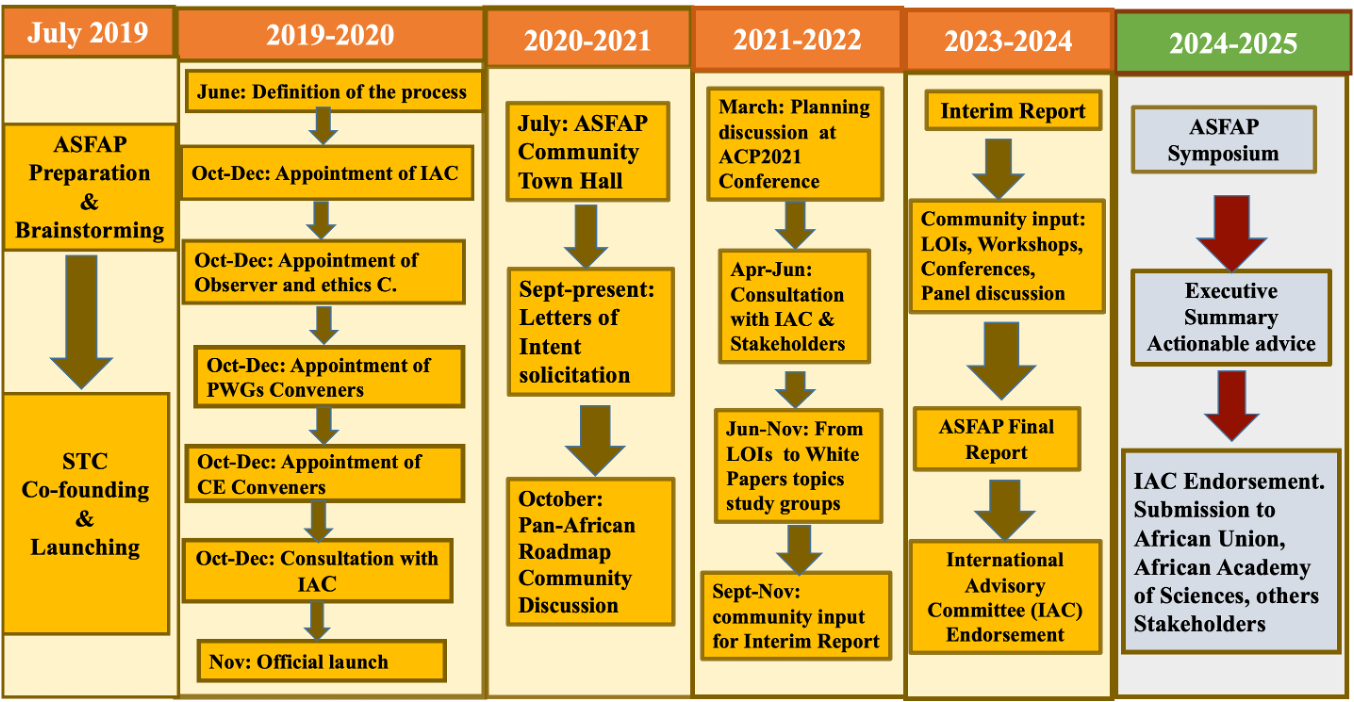 July 2019
ASFAP
Preparation
&
Brainstorming
STC
Co-founding
&
Launching
2019-2020
June: Definition of the process
Oct-Dec: Appointment of IAC
Oct-Dec: Appointment of
Observer and ethics C.
Oct-Dec: Appointment of
PWGs Conveners
Oct-Dec: Appointment of
CE Conveners
Oct-Dec: Consultation with
IAC
Nov: Official launch
2020-2021
July: ASFAP
Community
Town Hall
Sept-present:
Letters of
Intent
solicitation
October:
Pan-African
Roadmap
Community
Discussion
2021-2022
March: Planning
discussion at
ACP2021
Conference
Apr-Jun:
Consultation
with IAC &
Stakeholders
Jun-Nov: From
LOIs to White
Papers topics
study groups
Sept-Nov:
community input
for Interim Report
2023-2024
Interim Report
Community input:
LOIs, Workshops,
Conferences,
Panel discussion
ASFAP Final
Report
International
Advisory
Committee (IAC)
Endorsement
2024-2025
ASFAP
Symposium
Executive
Summary
Actionable advice
IAC Endorsement.
Submission to
African Union,
African Academy
of Sciences, others
Stakeholders